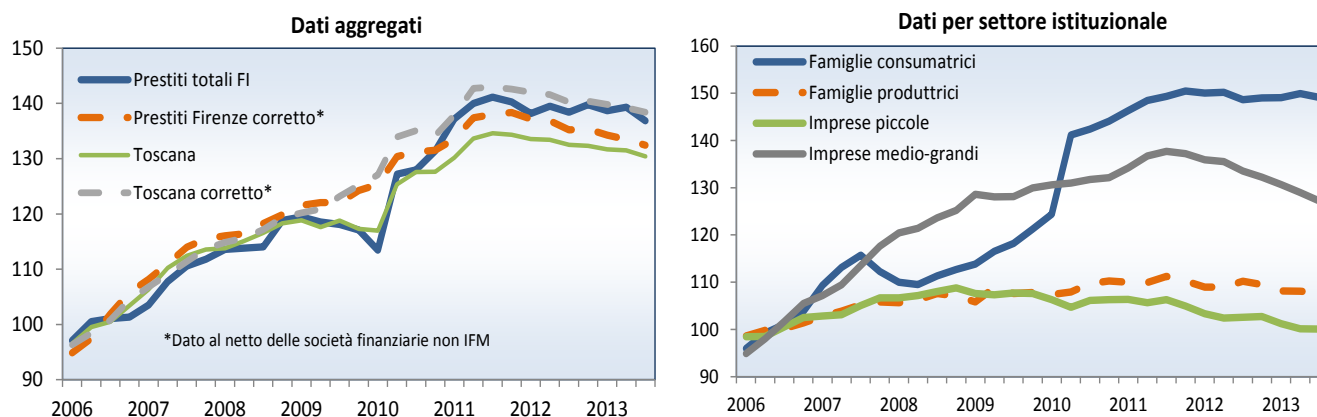 Dati aggregati
150
140
130
120
110
100
90
Prestiti totali FI
Prestiti Firenze corretto*
Toscana
Toscana corretto*
*Dato al netto delle società finanziarie non IFM
2006 2007 2008 2009 2010 2011 2012 2013
Dati per settore istituzionale
160
150
140
130
120
110
100
90
Famiglie consumatrici
Famiglie produttrici
Imprese piccole
Imprese medio-grandi
2006 2007 2008 2009 2010 2011 2012 2013